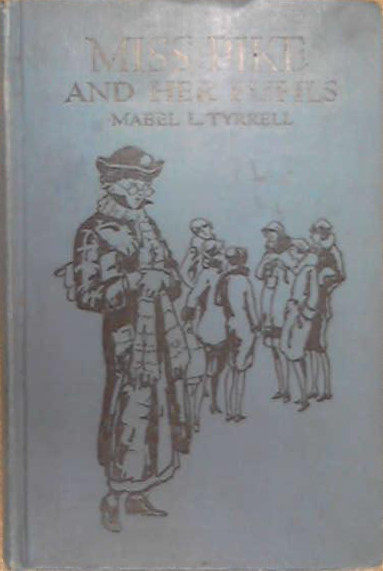 MISS PIKE
AND HER PUPILS
MABEL L. TYRRELL